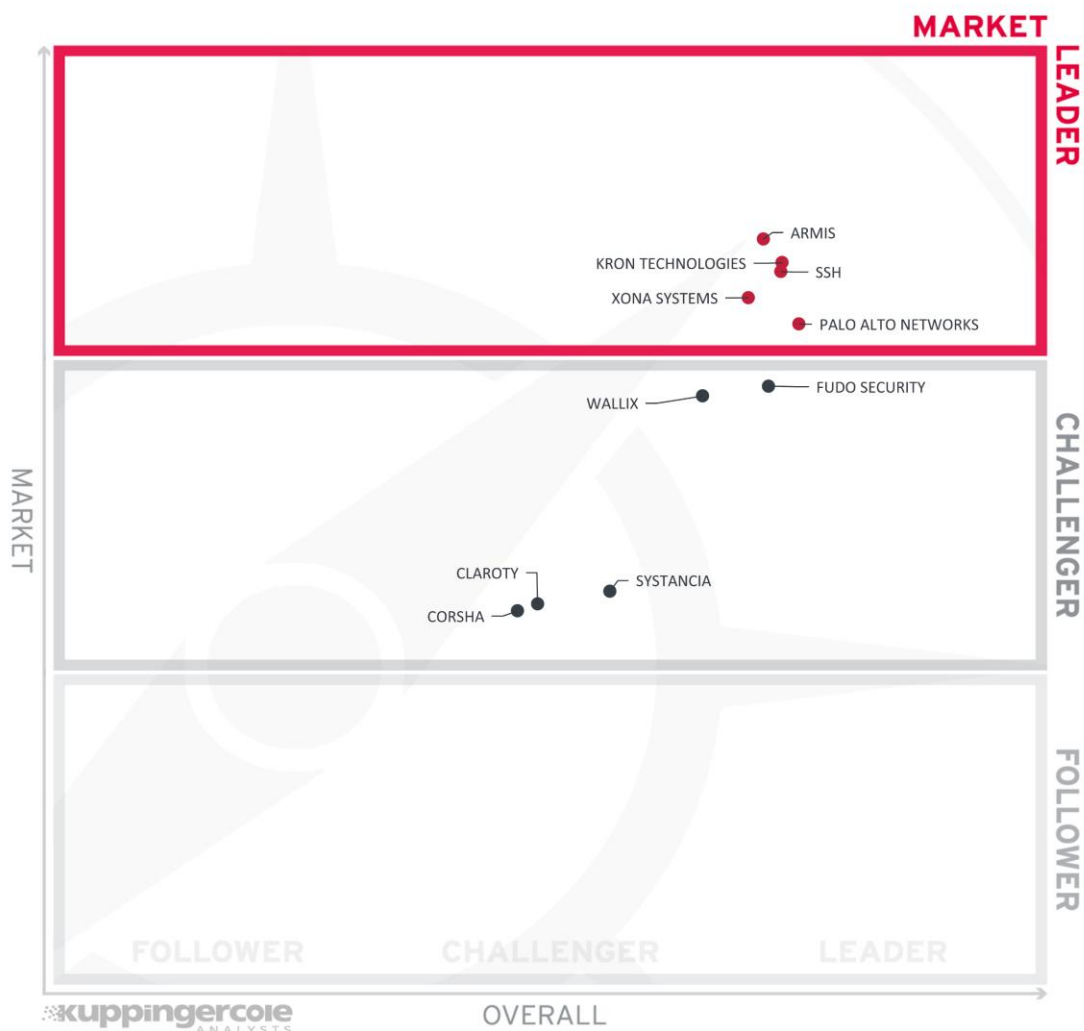 MARKET
LEADER
ARMIS
KRON TECHNOLOGIES
SSH
XONA SYSTEMS
PALO ALTO NETWORKS
FUDO SECURITY
WALLIX
CHALLENGER
MARKET
CLAROTY
SYSTANCIA
CORSHA
FOLLOWER
FOLLOWER CHALLENGER LEADER
kuppingercole
ANALYSTS
OVERALL